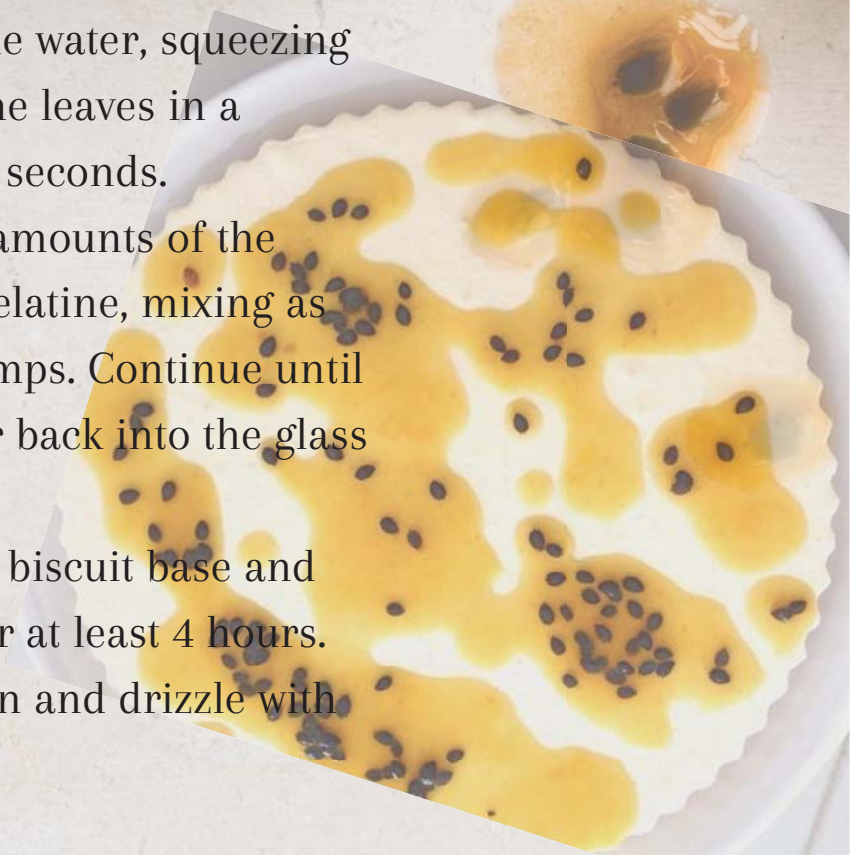 e water, squeezing
e leaves in a
seconds.
amounts of the
elatine, mixing as
mps. Continue until
back into the glass
biscuit base and
at least 4 hours.
n and drizzle with